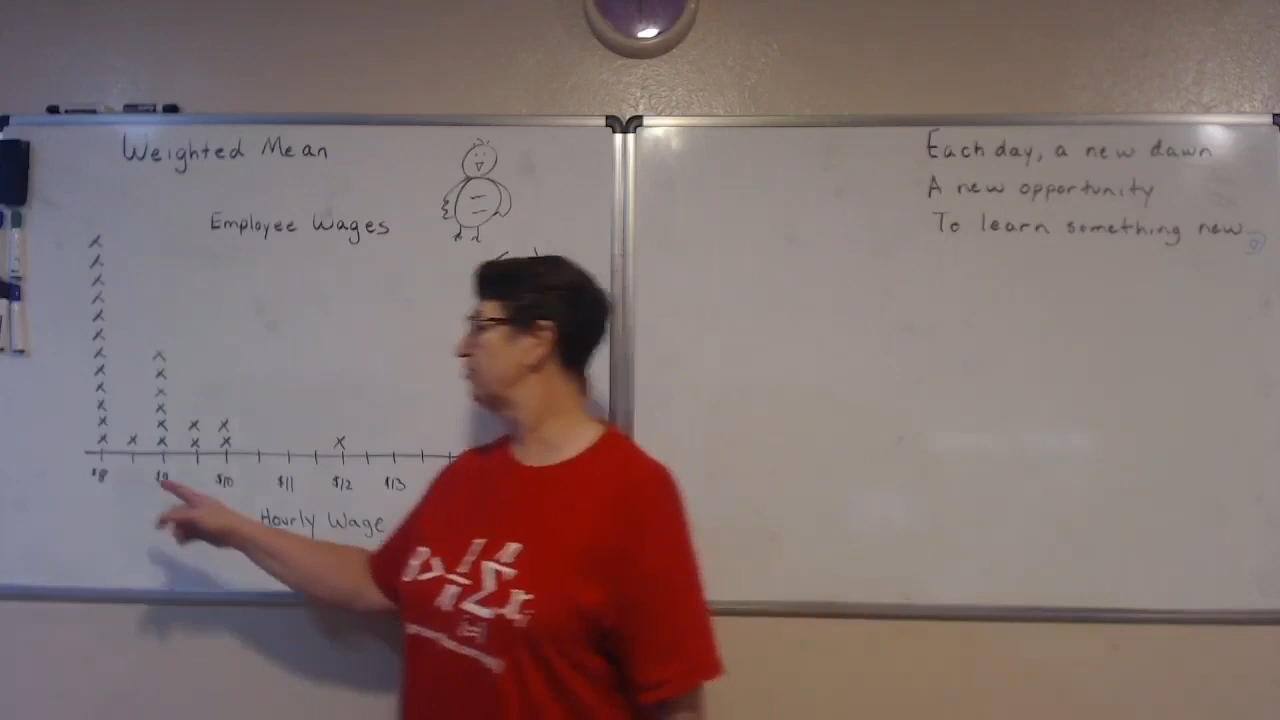 Weighted Mean
Employee Wages
$8 $9 $10 $11 $12 $13
Hourly Wage
Each day, a new dawn
A new opportunity
To learn something new